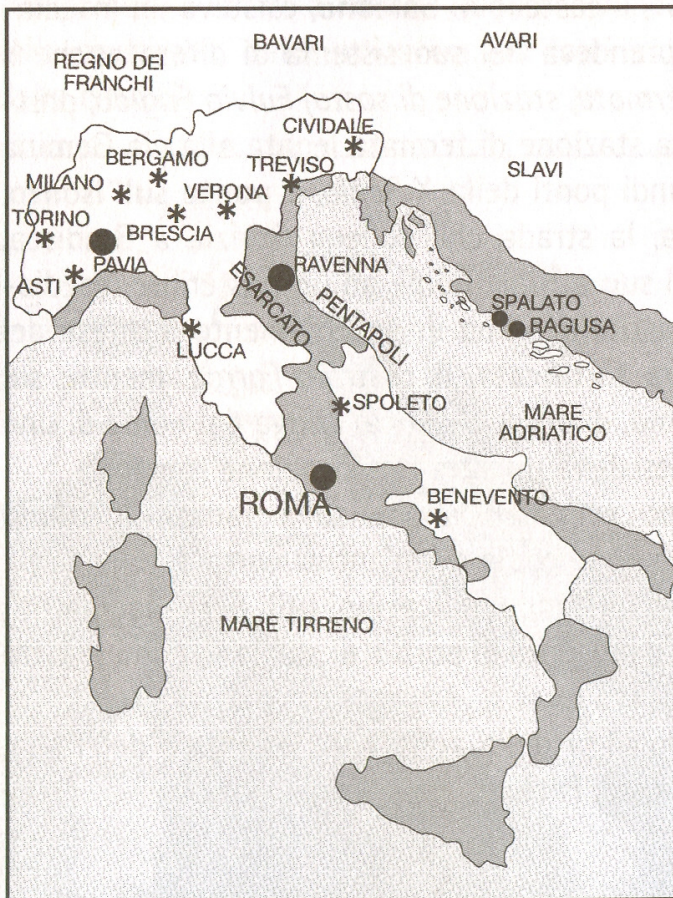 BAVARI
AVARI
REGNO DEI
FRANCHI
CIVIDALE
BERGAMO
TREVISO
SLAVI
MILANO
VERONA
TORINO
BRESCIA
RAVENNA
PAVIA
ASTI
ESARCATO
PENTAPOLI
SPALATO
RAGUSA
LUCCA
SPOLETO
MARE
ADRIATICO
ROMA
BENEVENTO
MARE TIRRENO